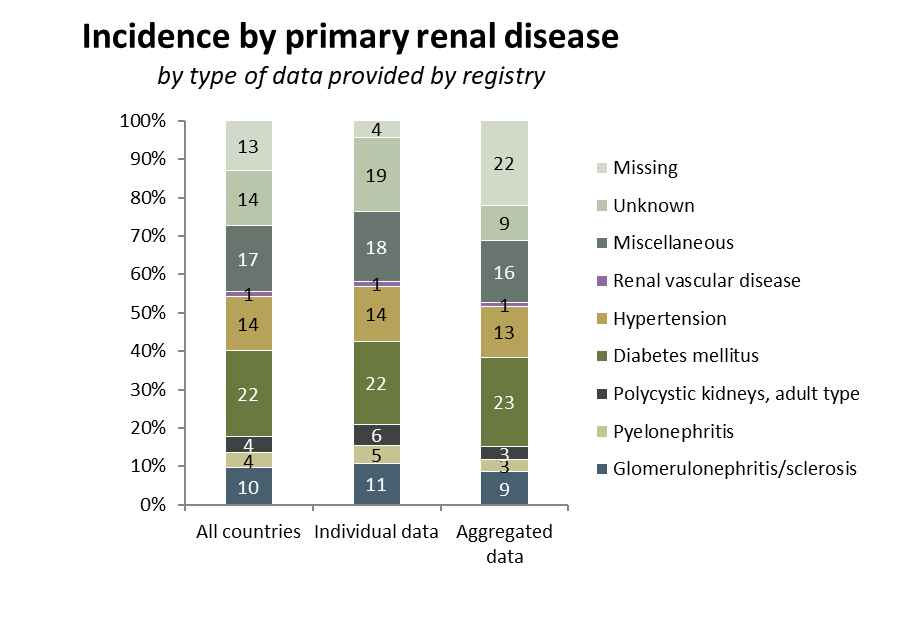 Incidence by primary renal disease
by type of data provided by registry
100%
90%
80%
70%
60%
50%
40%
30%
20%
10%
0%
13
14
17
1
14
22
4
4
10
4
19
18
1
14
22
6
5
11
22
9
16
1
13
23
3
3
9
All countries
Individual data
Aggregated
data
Missing
Unknown
Miscellaneous
Renal vascular disease
Hypertension
Diabetes mellitus
Polycystic kidneys, adult type
Pyelonephritis
Glomerulonephritis/sclerosis